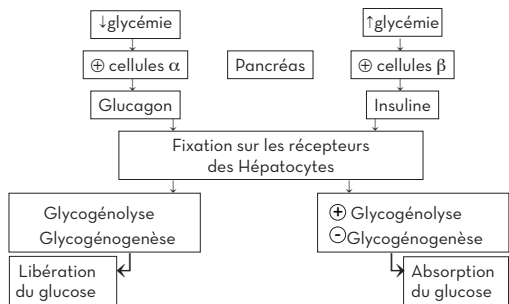 ↓glycémie
↑glycémie
⊕ cellules α
Pancréas
⊕ cellules β
Glucagon
Insuline
Fixation sur les récepteurs
des Hépatocytes
Glycogénolyse
Glycogénogenèse
⊕ Glycogénolyse
⊖Glycogénogenèse
Libération
du glucose
Absorption
du glucose